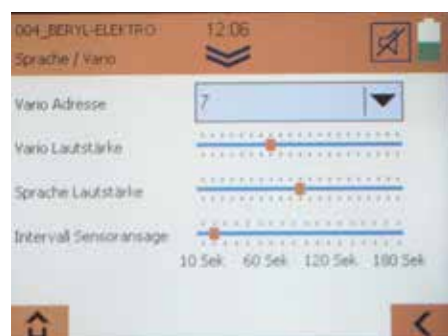 004_BERYL-ELEKTRO 12:06
Sprache / Vario
Vario Adresse 7
Vario Lautstärke
Sprache Lautstärke
Intervall Sensoransage
10 Sek 60 Sek 120 Sek 180 Sek